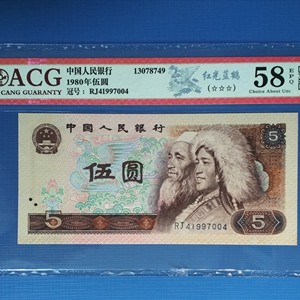 ACG
CANG GUARANTY
中国人民银行 13078749
1980年伍圆
冠号：RJ41997004
红光蓝鹤
(☆☆☆)
58 EPQ
Choice About Unc
中国人民银行
5
伍圆
5
5
RJ41997004